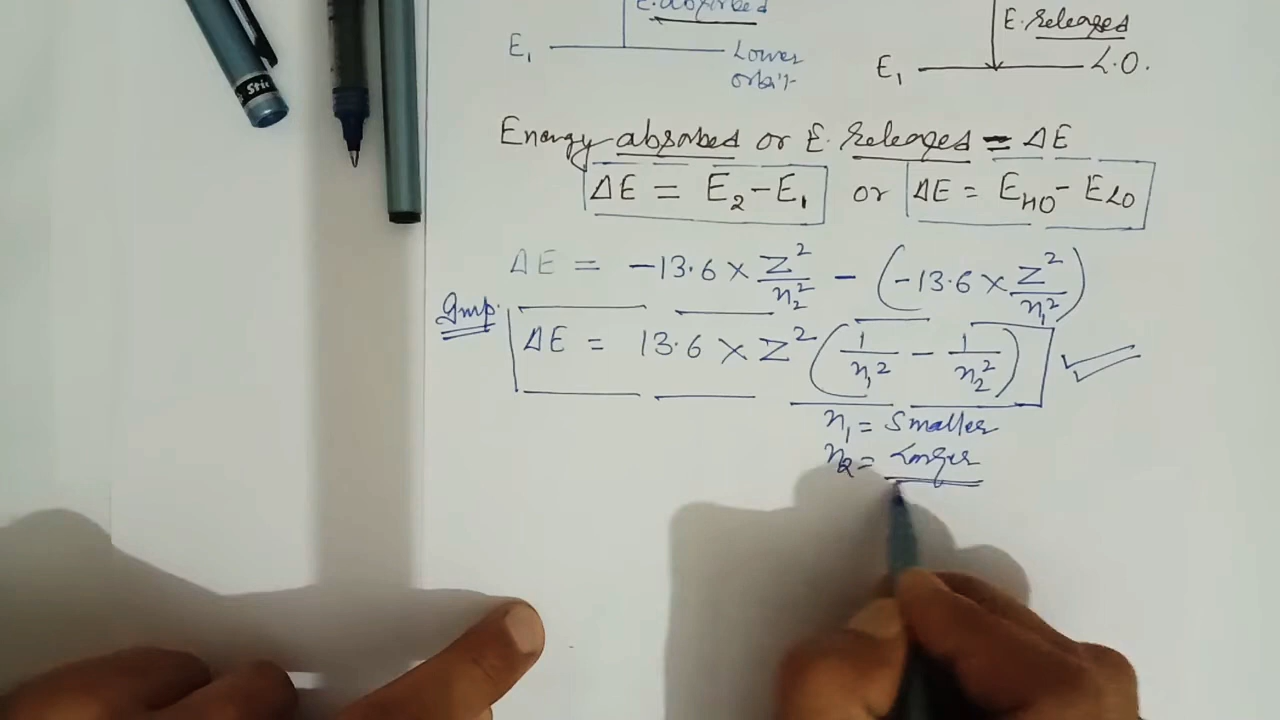 E. absorbed
E₁ Lower
orbit
E. Releases
E₁ L.O.
Energy absorbed or E. Releases = ΔE
ΔE = E₂ - E₁ or ΔE = E_HO - E_LO
ΔE = -13.6 × Z²/n₂² - (-13.6 × Z²/n₁²)
Imp.
ΔE = 13.6 × Z² (1/n₁² - 1/n₂²)
n₁ = Smaller
n₂ = Larger
Stic